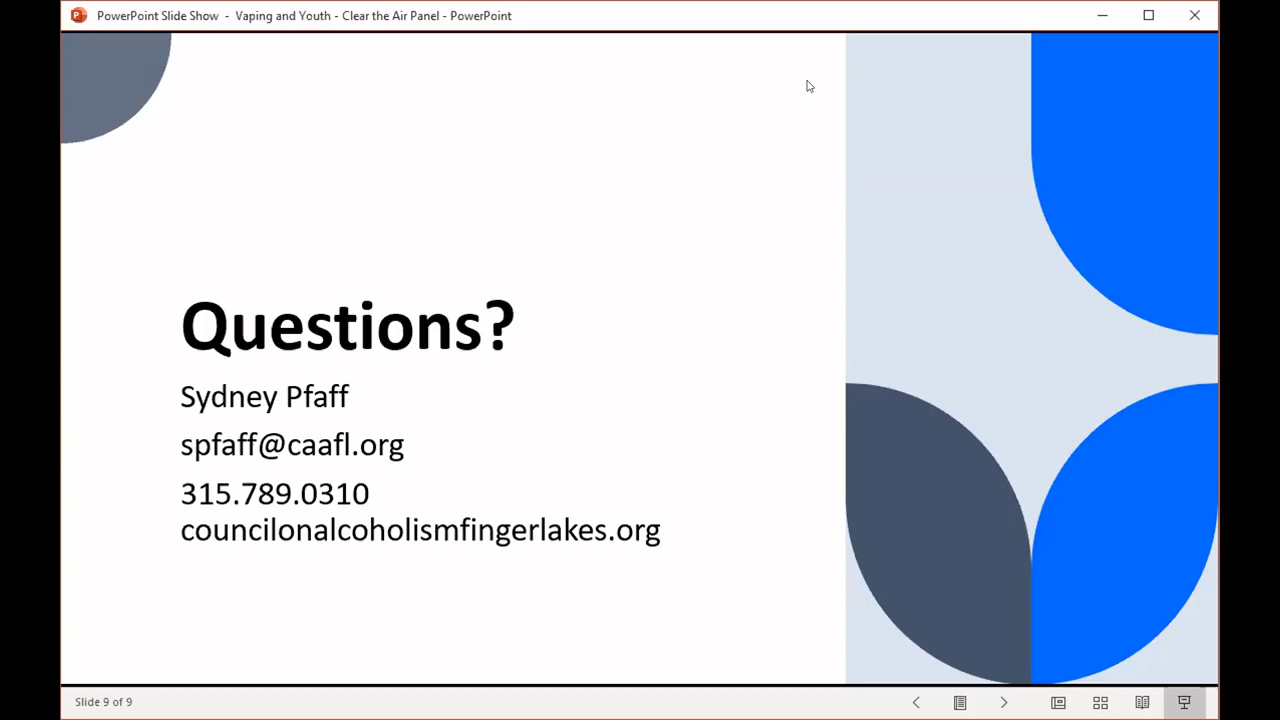 PowerPoint Slide Show - Vaping and Youth - Clear the Air Panel - PowerPoint
Questions?
Sydney Pfaff
spfaff@caafl.org
315.789.0310
councilonalcoholismfingerlakes.org
Slide 9 of 9